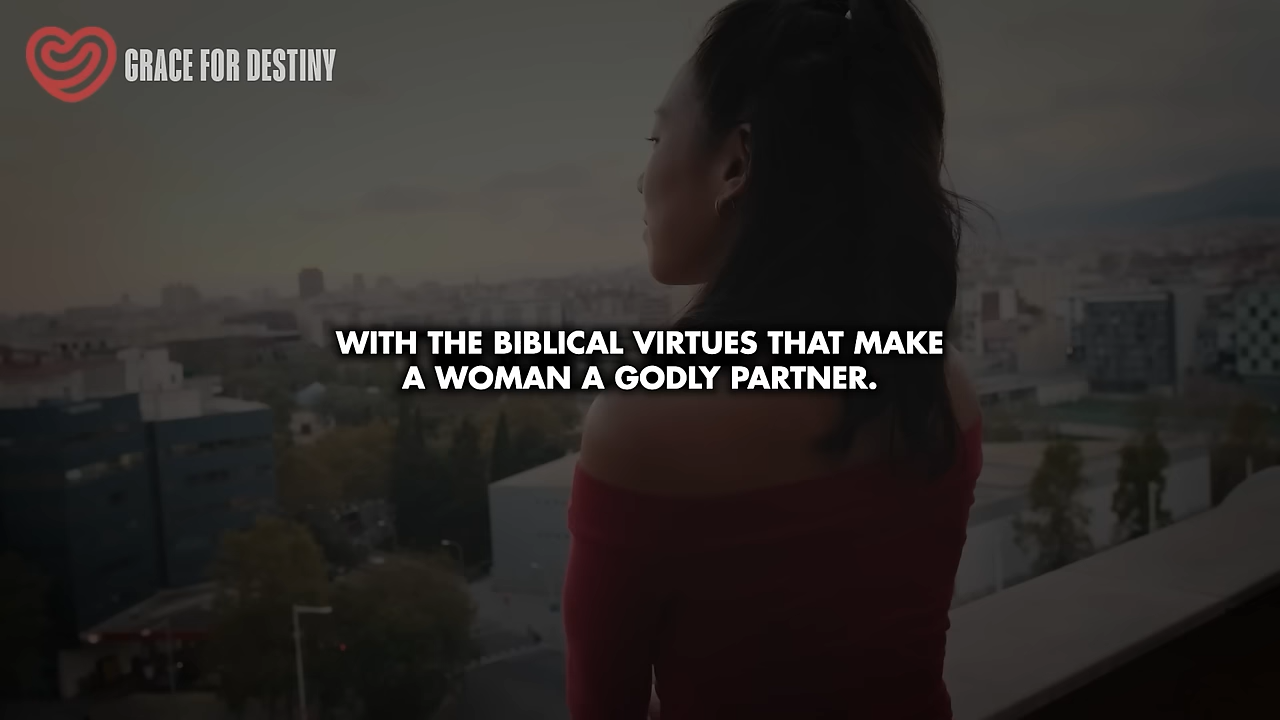 GRACE FOR DESTINY
WITH THE BIBLICAL VIRTUES THAT MAKE
A WOMAN A GODLY PARTNER.